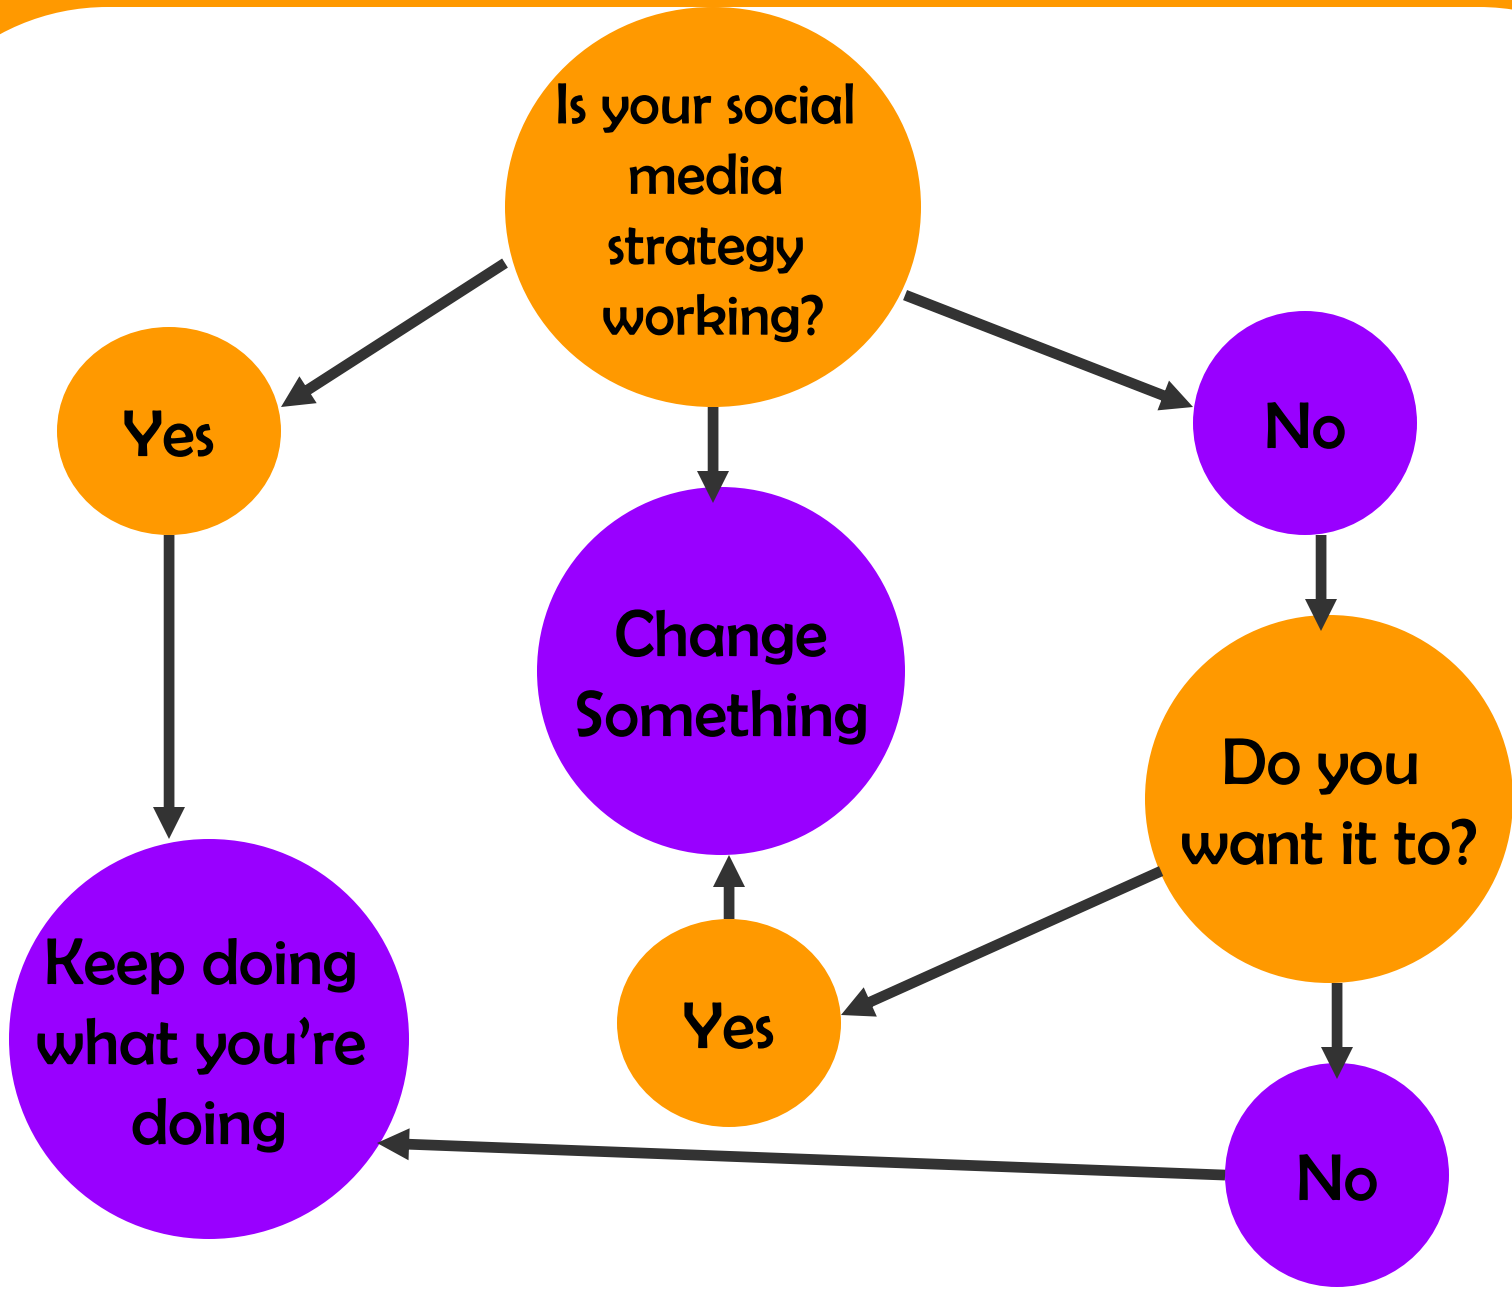 Is your social
media
strategy
working?
Yes
No
Change
Something
Do you
want it to?
Keep doing
what you’re
doing
Yes
No